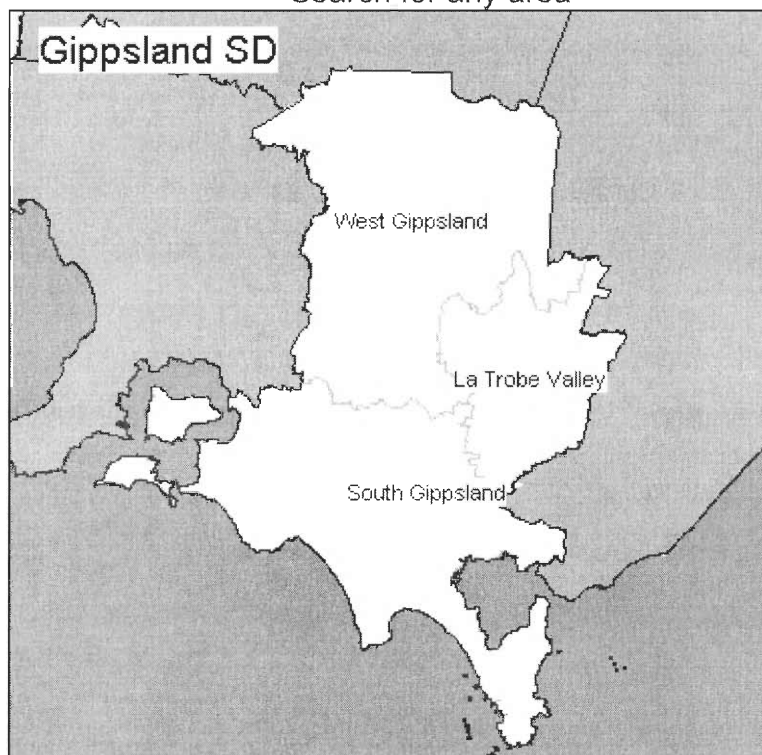 Search for any area
Gippsland SD
West Gippsland
La Trobe Valley
South Gippsland